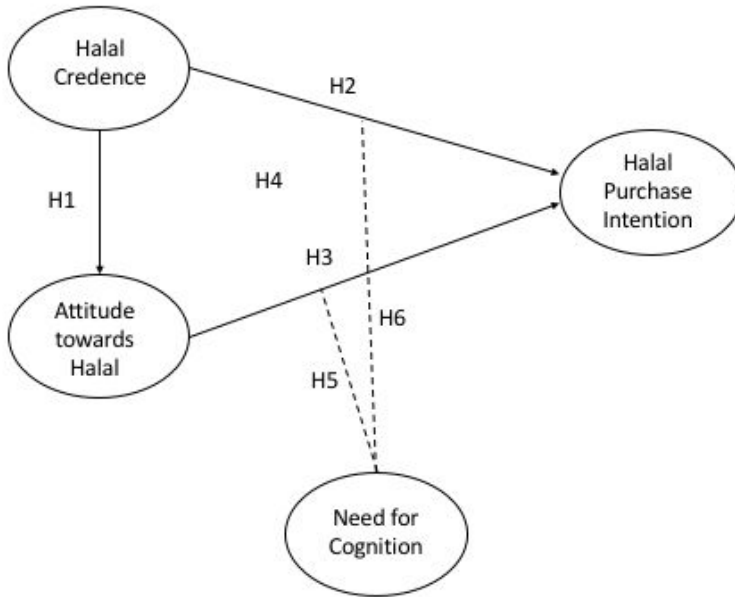 Halal
Credence
H2
Halal
Purchase
Intention
H4
H1
H3
Attitude
towards
Halal
H6
H5
Need for
Cognition